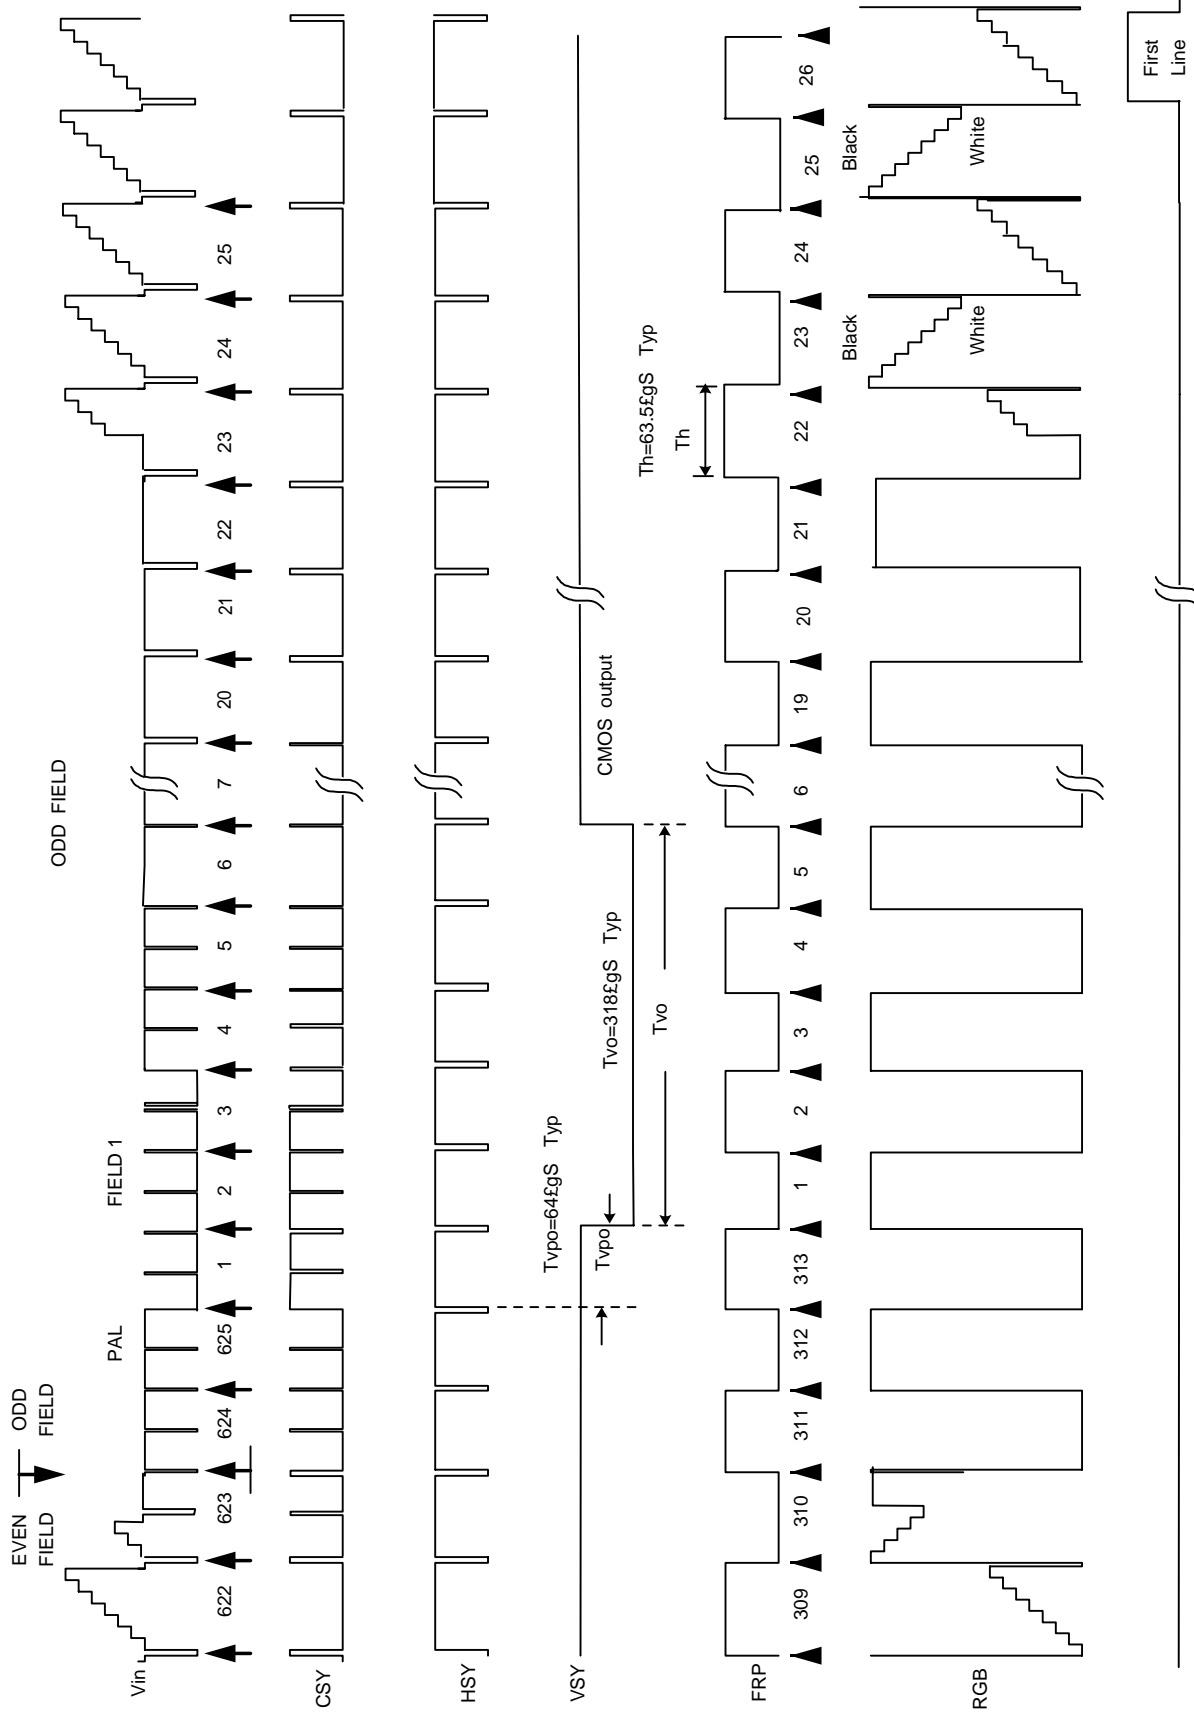 EVEN
FIELD
ODD
FIELD
ODD FIELD
PAL
FIELD 1
Vin
622
623
624
625
1
2
3
4
5
6
7
20
21
22
23
24
25
CSY
HSY
VSY
Tvpo=64£gS Typ
Tvpo
Tvo=318£gS Typ
Tvo
CMOS output
Th=63.5£gS Typ
Th
FRP
309
310
311
312
313
1
2
3
4
5
6
19
20
21
22
23
24
25
26
RGB
Black
White
Black
White
First
Line